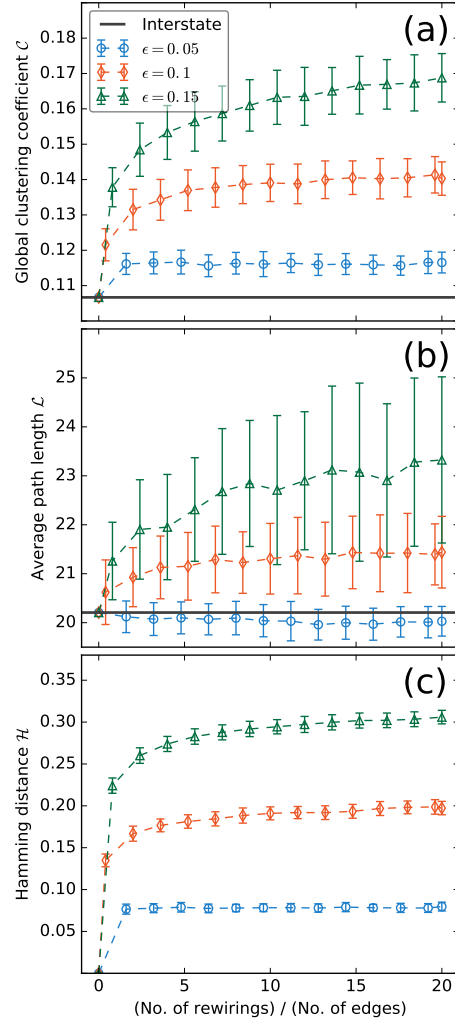 Interstate
ϵ = 0.05
ϵ = 0.1
ϵ = 0.15
(a)
Global clustering coefficient 𝒞
0.18
0.17
0.16
0.15
0.14
0.13
0.12
0.11
(b)
Average path length ℒ
25
24
23
22
21
20
(c)
Hamming distance ℋ
0.30
0.25
0.20
0.15
0.10
0.05
0 5 10 15 20
(No. of rewirings) / (No. of edges)